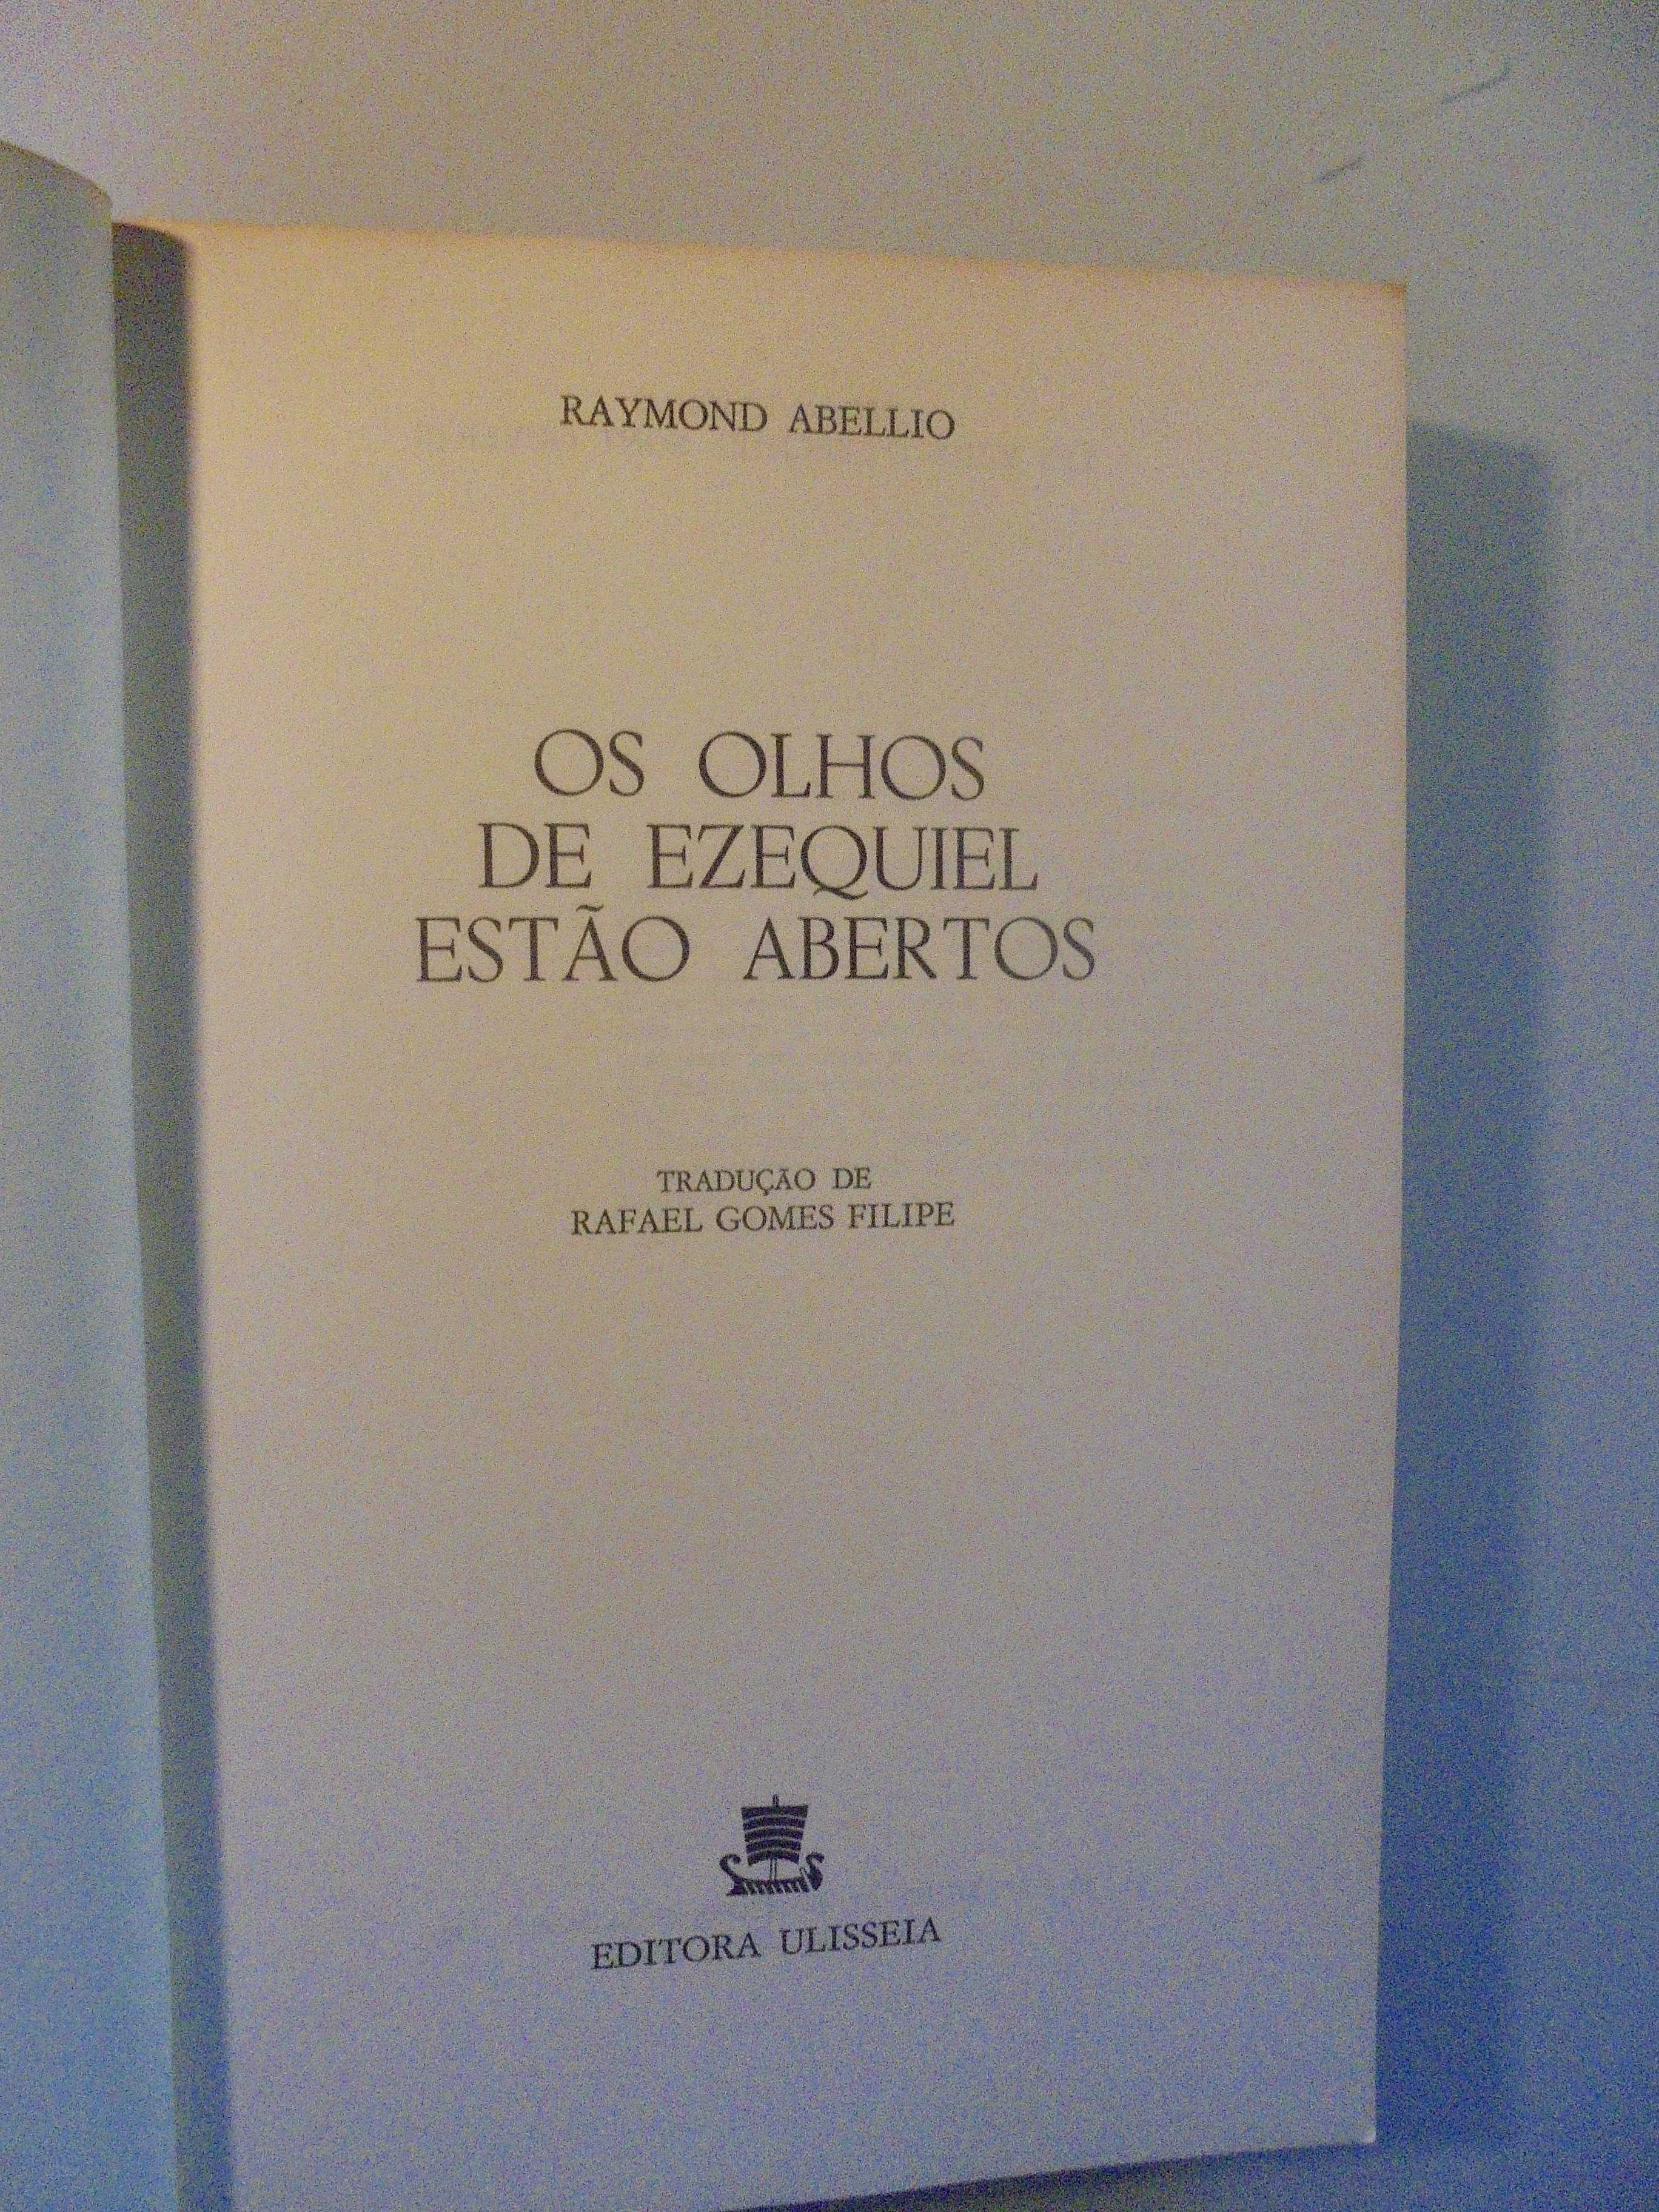 RAYMOND ABELLIO
OS OLHOS
DE EZEQUIEL
ESTÃO ABERTOS
TRADUÇÃO DE
RAFAEL GOMES FILIPE
EDITORA ULISSEIA